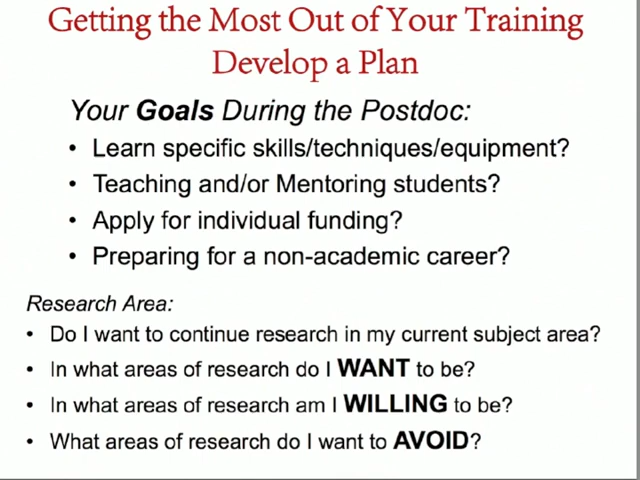 Getting the Most Out of Your Training
Develop a Plan
Your Goals During the Postdoc:
• Learn specific skills/techniques/equipment?
• Teaching and/or Mentoring students?
• Apply for individual funding?
• Preparing for a non-academic career?
Research Area:
• Do I want to continue research in my current subject area?
• In what areas of research do I WANT to be?
• In what areas of research am I WILLING to be?
• What areas of research do I want to AVOID?